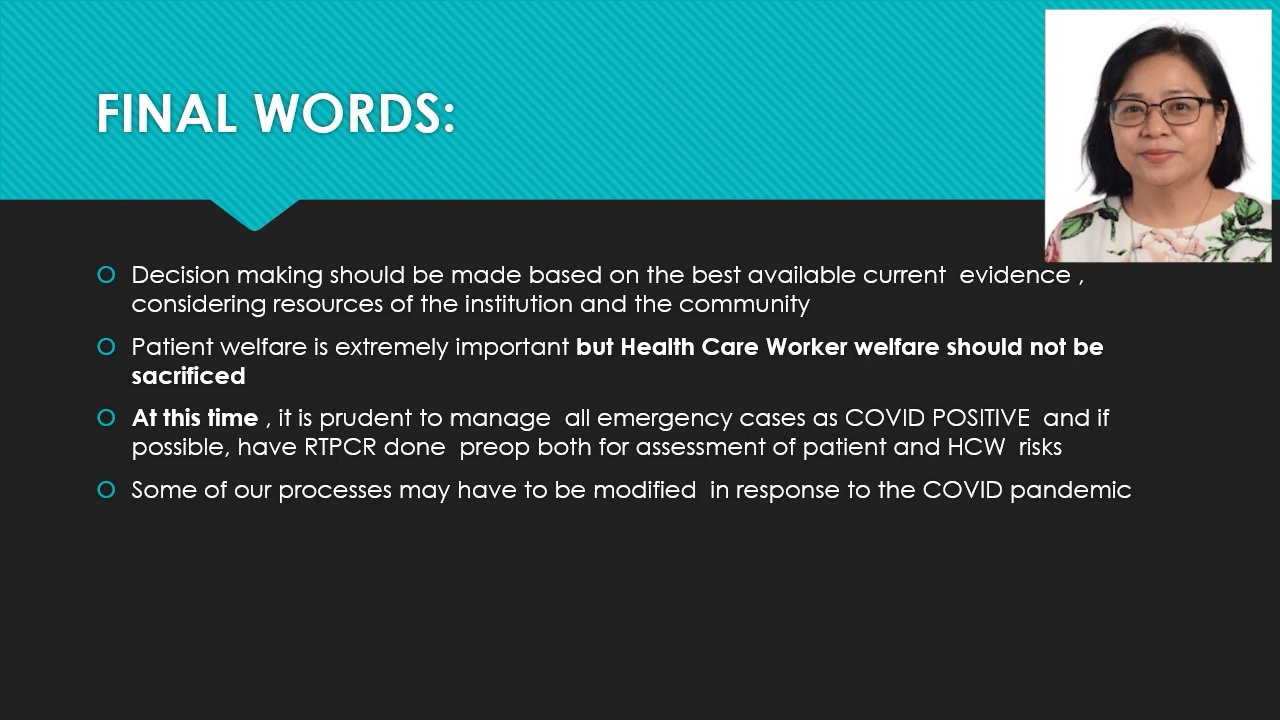 FINAL WORDS:
Decision making should be made based on the best available current  evidence ,
considering resources of the institution and the community
Patient welfare is extremely important but Health Care Worker welfare should not be
sacrificed
At this time , it is prudent to manage  all emergency cases as COVID POSITIVE  and if
possible, have RTPCR done  preop both for assessment of patient and HCW  risks
Some of our processes may have to be modified  in response to the COVID pandemic